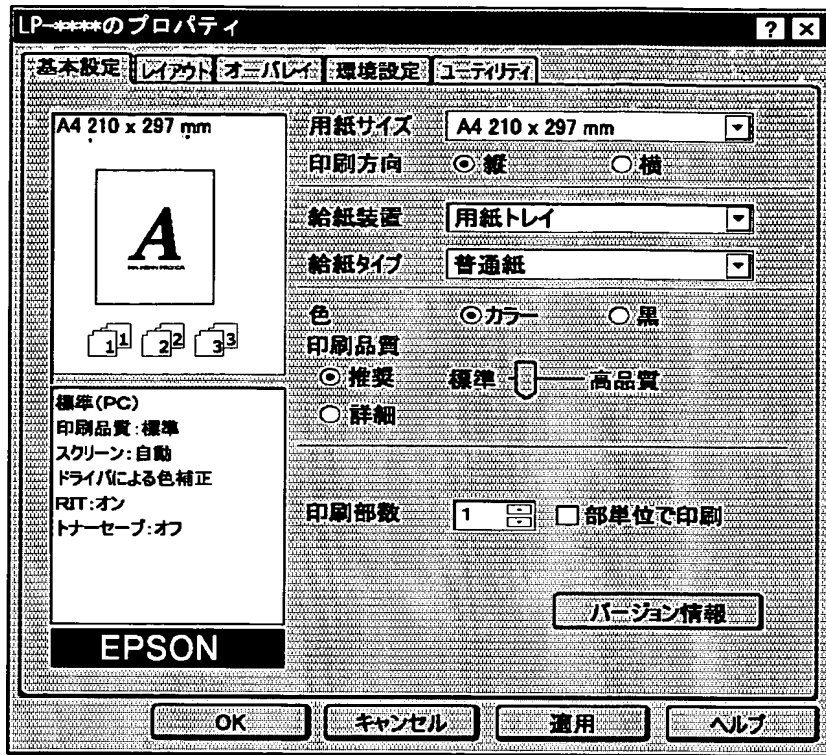 LP-****のプロパティ
? ×
基本設定 レイアウト オーバレイ 環境設定 ユーティリティ
A4 210 x 297 mm
A
1 1 2 2 3 3
標準(PC)
印刷品質:標準
スクリーン:自動
ドライバによる色補正
RIT:オン
トナーセーブ:オフ
EPSON
用紙サイズ A4 210 x 297 mm
印刷方向 縦 横
給紙装置 用紙トレイ
給紙タイプ 普通紙
色 カラー 黒
印刷品質
推奨 標準 高品質
詳細
印刷部数 1 部単位で印刷
バージョン情報
OK キャンセル 適用 ヘルプ